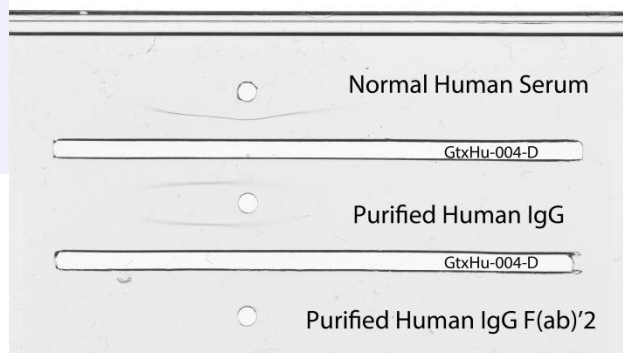 Normal Human Serum
GtxHu-004-D
Purified Human IgG
GtxHu-004-D
Purified Human IgG F(ab)’2